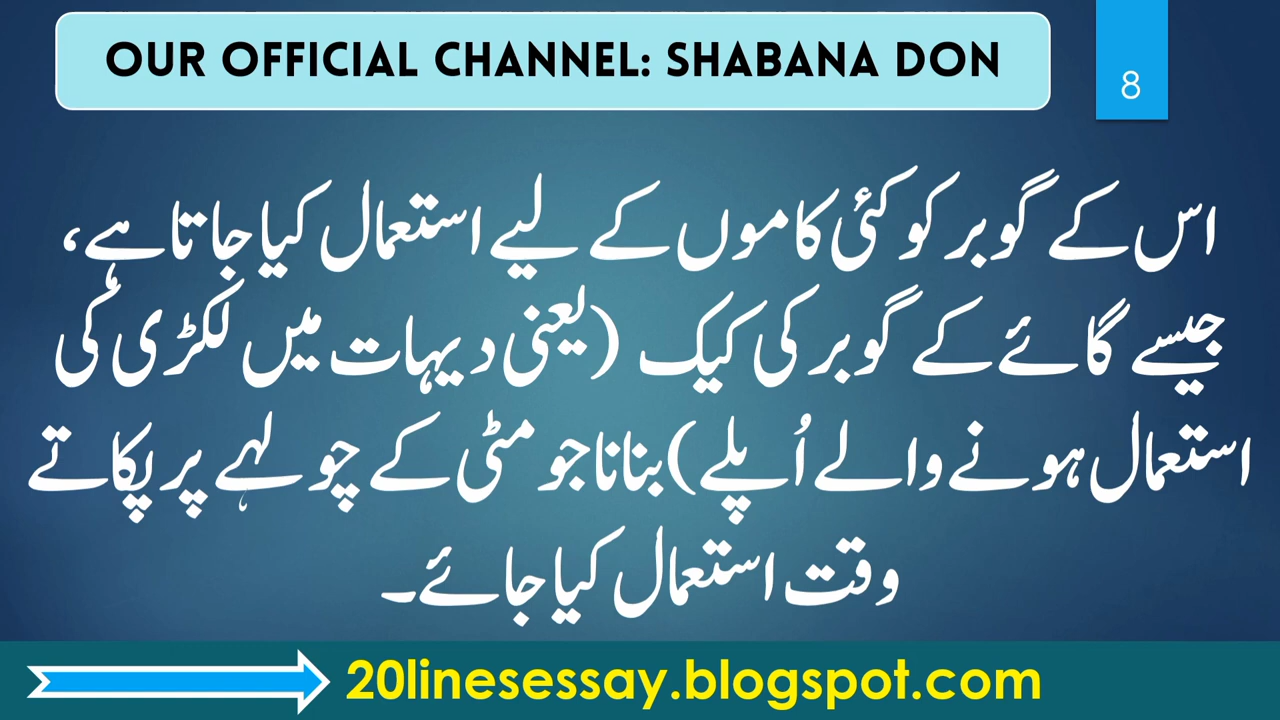 OUR OFFICIAL CHANNEL: SHABANA DON
8
اس کے گوبر کو کئی کاموں کے لیے استعمال کیا جاتا ہے،
جیسے گائے کے گوبر کی کیک (یعنی دیہات میں لکڑی کی
استعمال ہونے والے اُپلے) بنانا جو مٹی کے چولہے پر پکاتے
وقت استعمال کیا جائے۔
20linesessay.blogspot.com